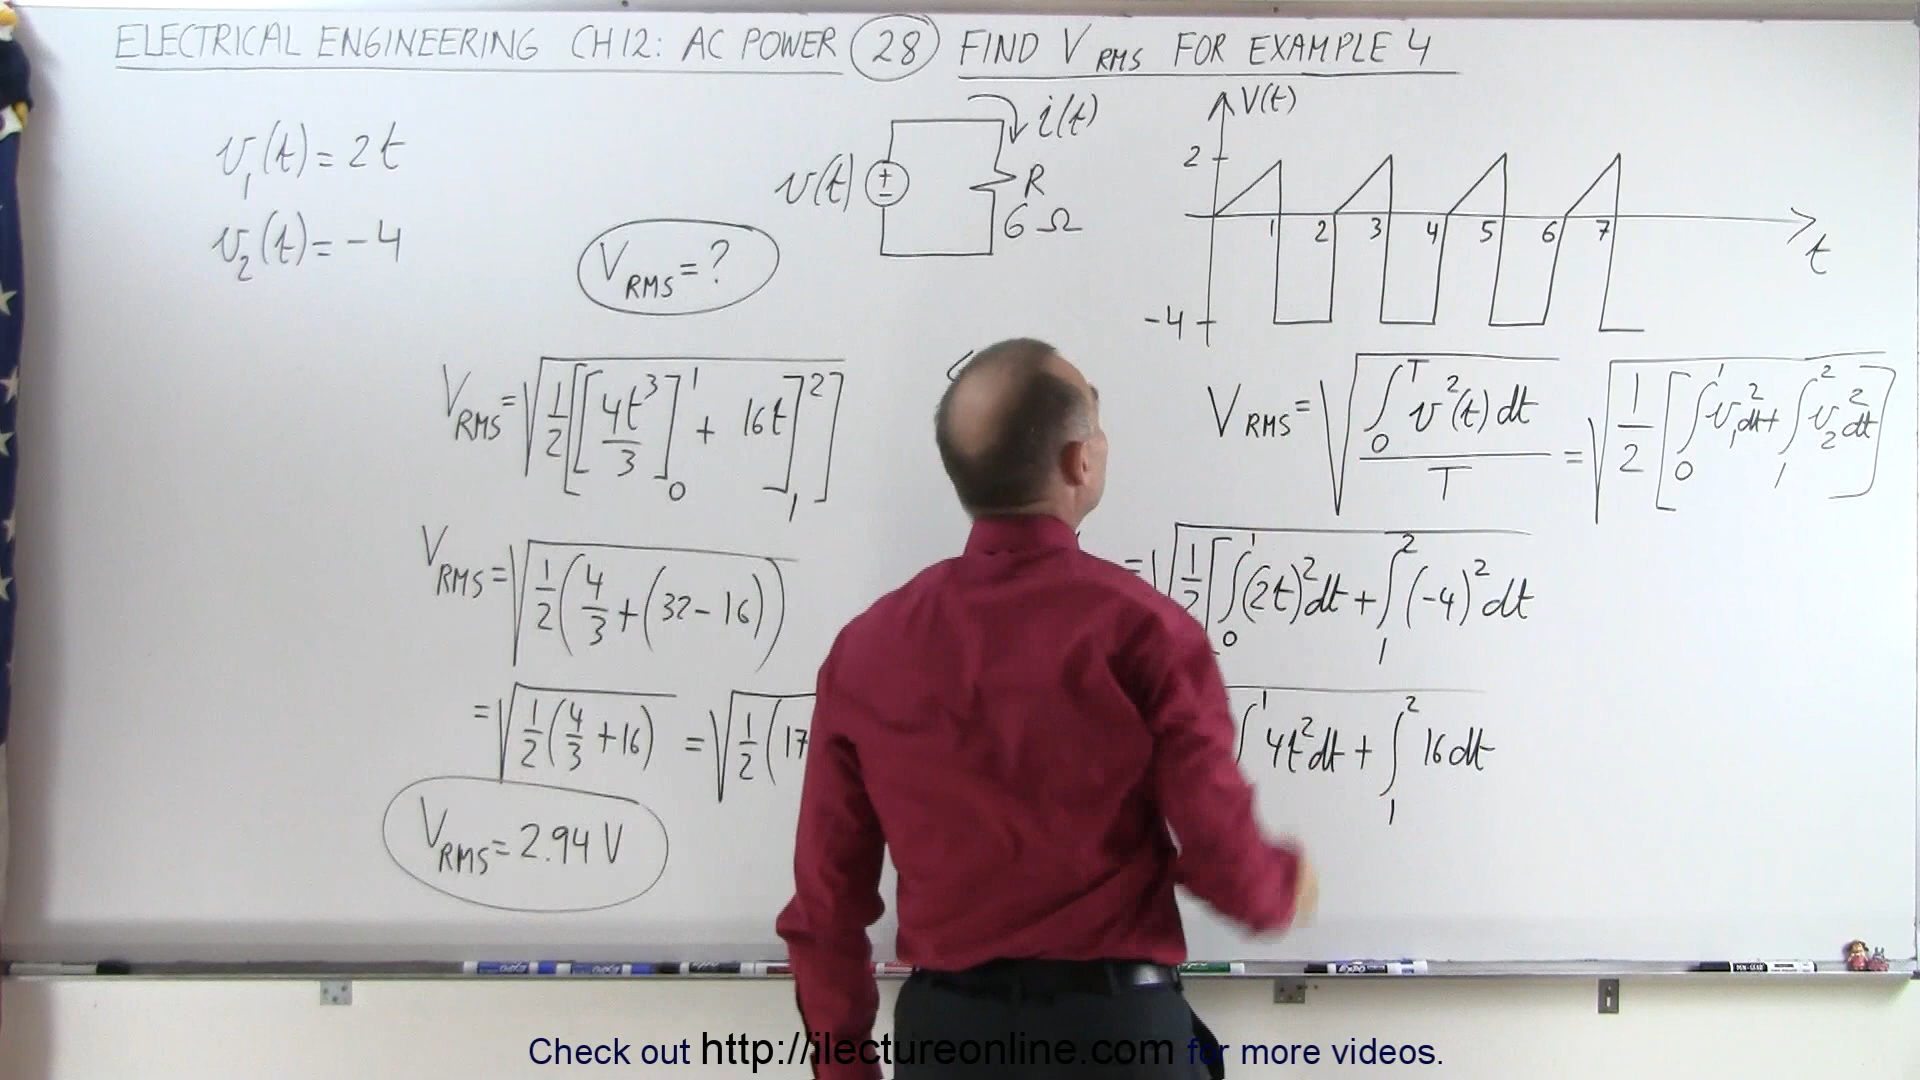 ELECTRICAL ENGINEERING CH12: AC POWER 28 FIND V RMS FOR EXAMPLE 4
v₁(t) = 2t
v₂(t) = -4
V RMS = ?
v(t) + - i(t) R 6 Ω
V(t)
2
1 2 3 4 5 6 7
t
-4
V RMS = √(∫₀ᵀ v²(t) dt / T) = √(1/2 [∫₀¹ v₁² dt + ∫₁² v₂² dt])
= √(1/2 [∫₀¹ (2t)² dt + ∫₁² (-4)² dt
∫¹ 4t² dt + ∫₁² 16 dt
V RMS = √(1/2 [[4t³/3]₀¹ + 16t]₁²])
V RMS = √(1/2 (4/3 + (32 - 16)))
= √(1/2 (4/3 + 16)) = √(1/2 (17
V RMS = 2.94 V
Check out http://ilectureonline.com for more videos.